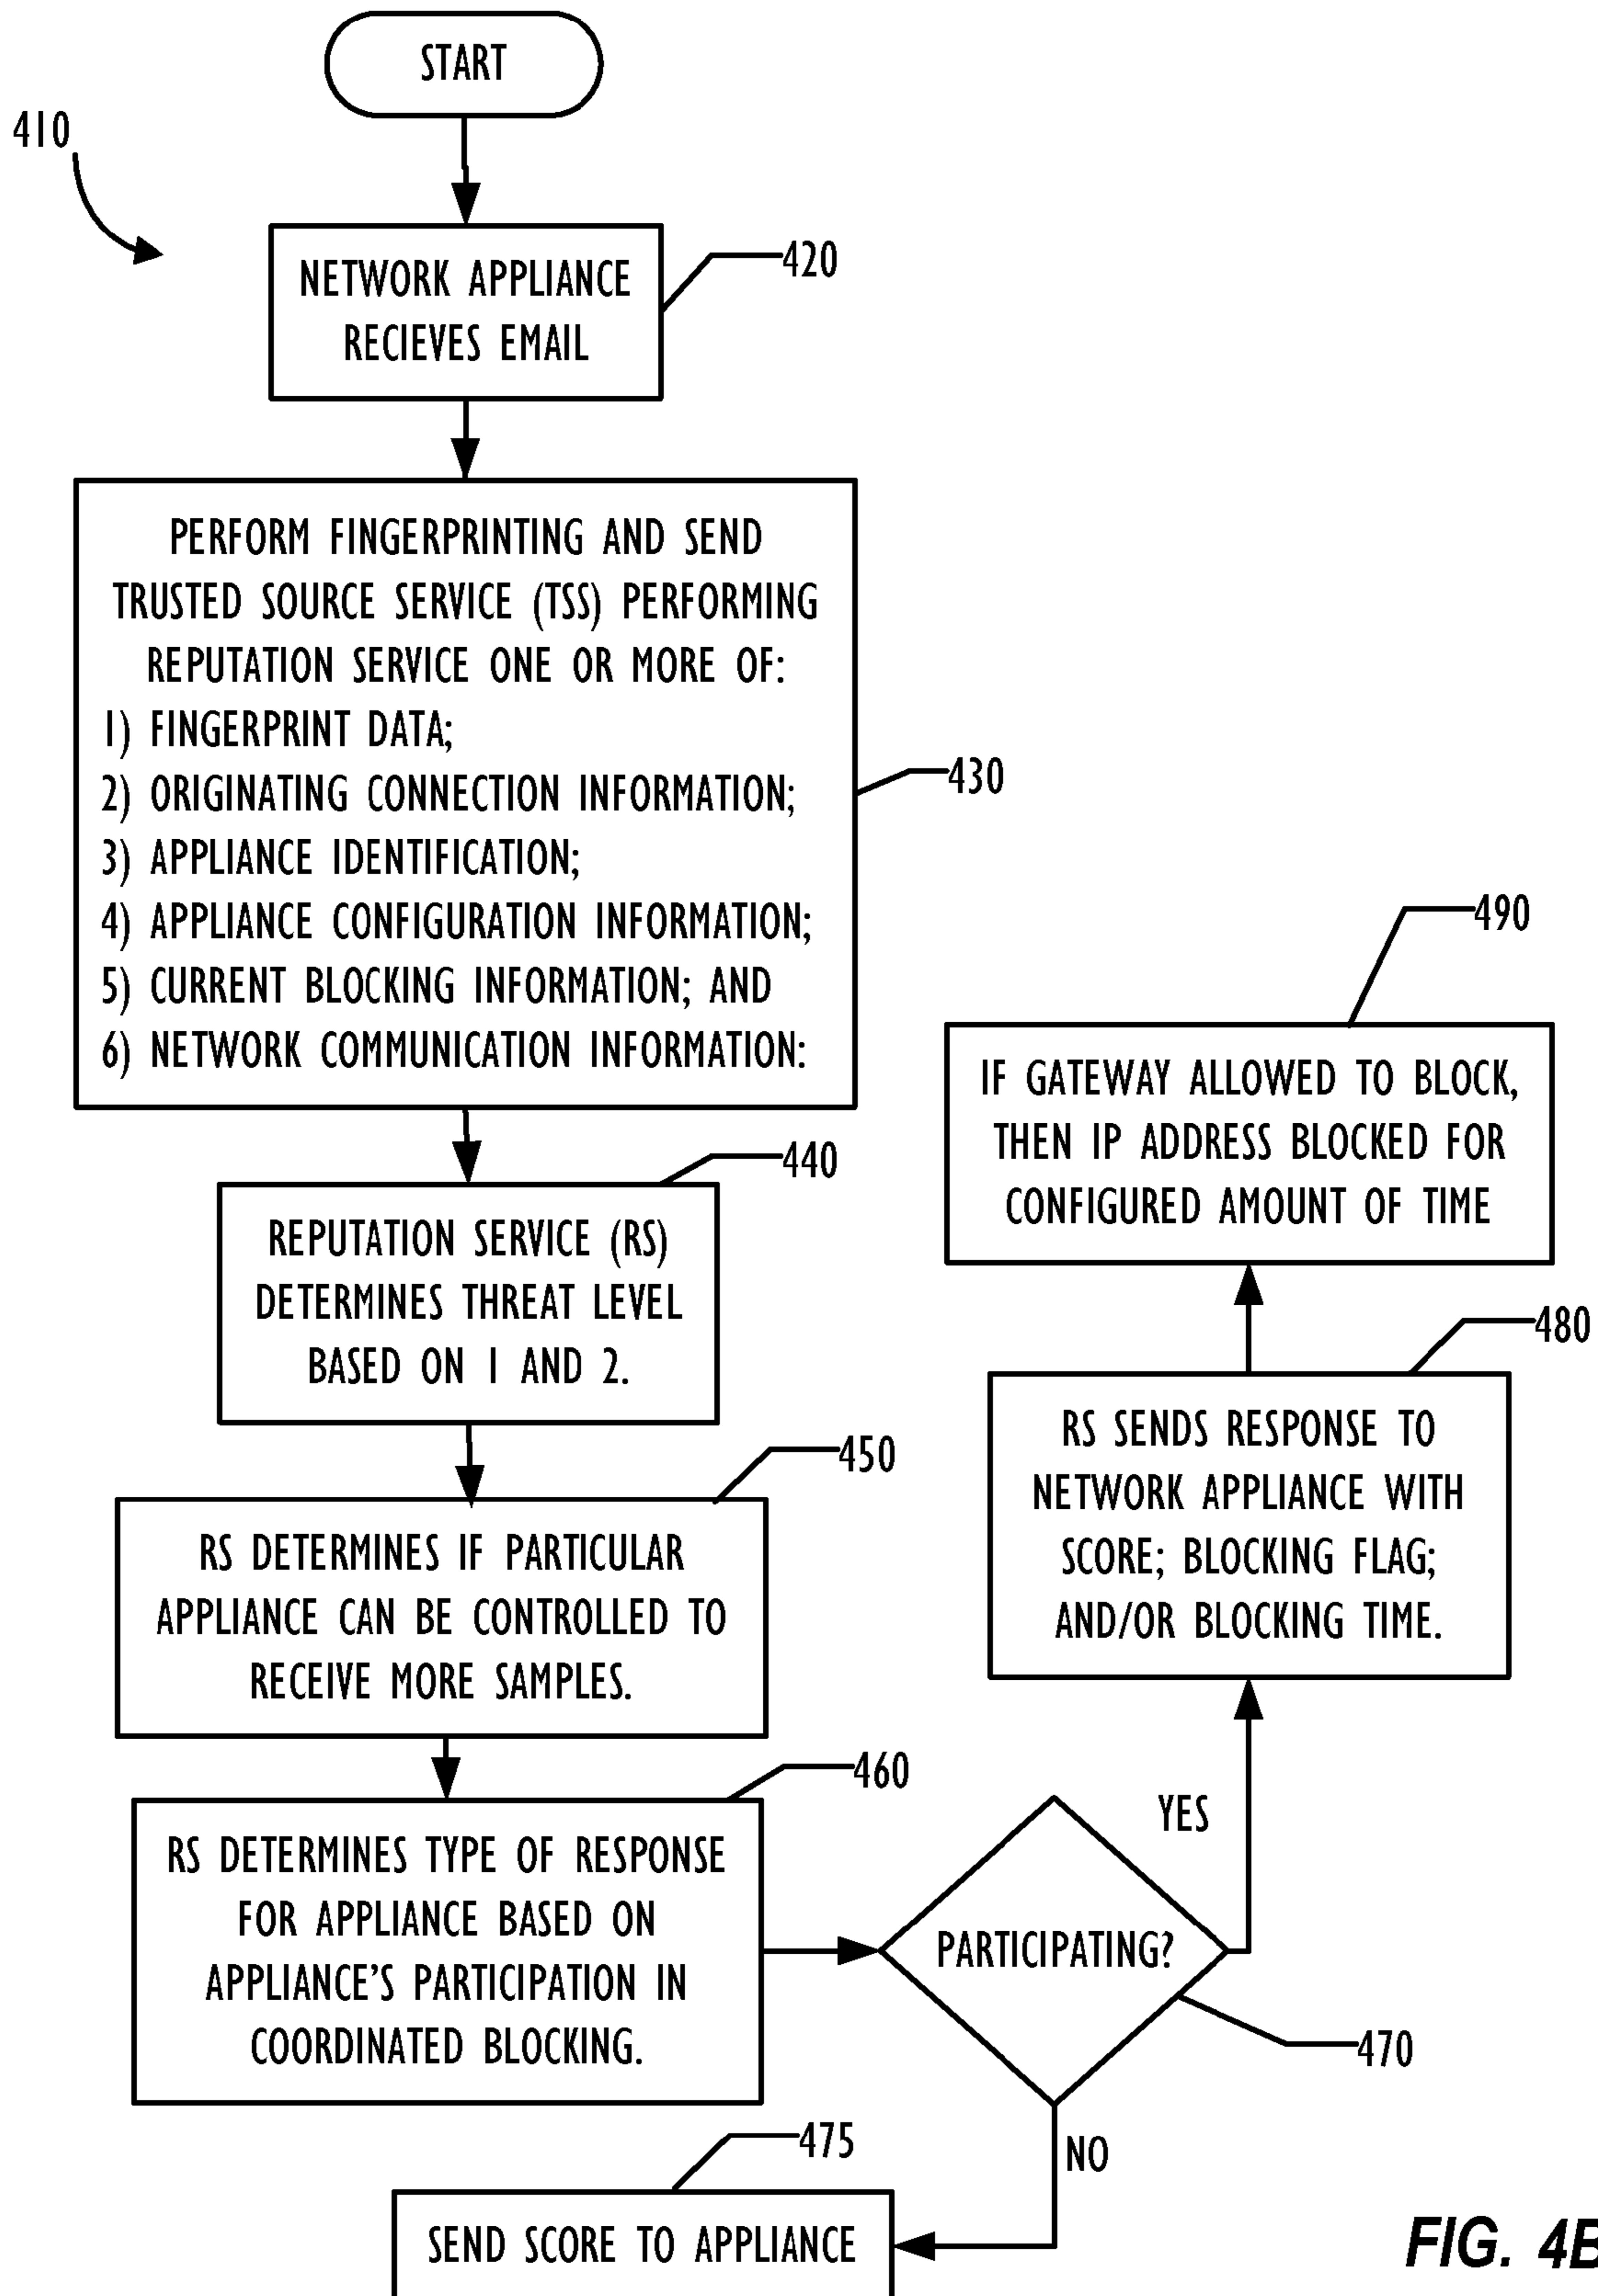 START
410
NETWORK APPLIANCE
RECIEVES EMAIL
420
PERFORM FINGERPRINTING AND SEND
TRUSTED SOURCE SERVICE (TSS) PERFORMING
REPUTATION SERVICE ONE OR MORE OF:
1) FINGERPRINT DATA;
2) ORIGINATING CONNECTION INFORMATION;
3) APPLIANCE IDENTIFICATION;
4) APPLIANCE CONFIGURATION INFORMATION;
5) CURRENT BLOCKING INFORMATION; AND
6) NETWORK COMMUNICATION INFORMATION:
430
440
REPUTATION SERVICE (RS)
DETERMINES THREAT LEVEL
BASED ON 1 AND 2.
450
RS DETERMINES IF PARTICULAR
APPLIANCE CAN BE CONTROLLED TO
RECEIVE MORE SAMPLES.
460
RS DETERMINES TYPE OF RESPONSE
FOR APPLIANCE BASED ON
APPLIANCE'S PARTICIPATION IN
COORDINATED BLOCKING.
PARTICIPATING?
470
YES
NO
475
SEND SCORE TO APPLIANCE
480
RS SENDS RESPONSE TO
NETWORK APPLIANCE WITH
SCORE; BLOCKING FLAG;
AND/OR BLOCKING TIME.
490
IF GATEWAY ALLOWED TO BLOCK,
THEN IP ADDRESS BLOCKED FOR
CONFIGURED AMOUNT OF TIME
FIG. 4B